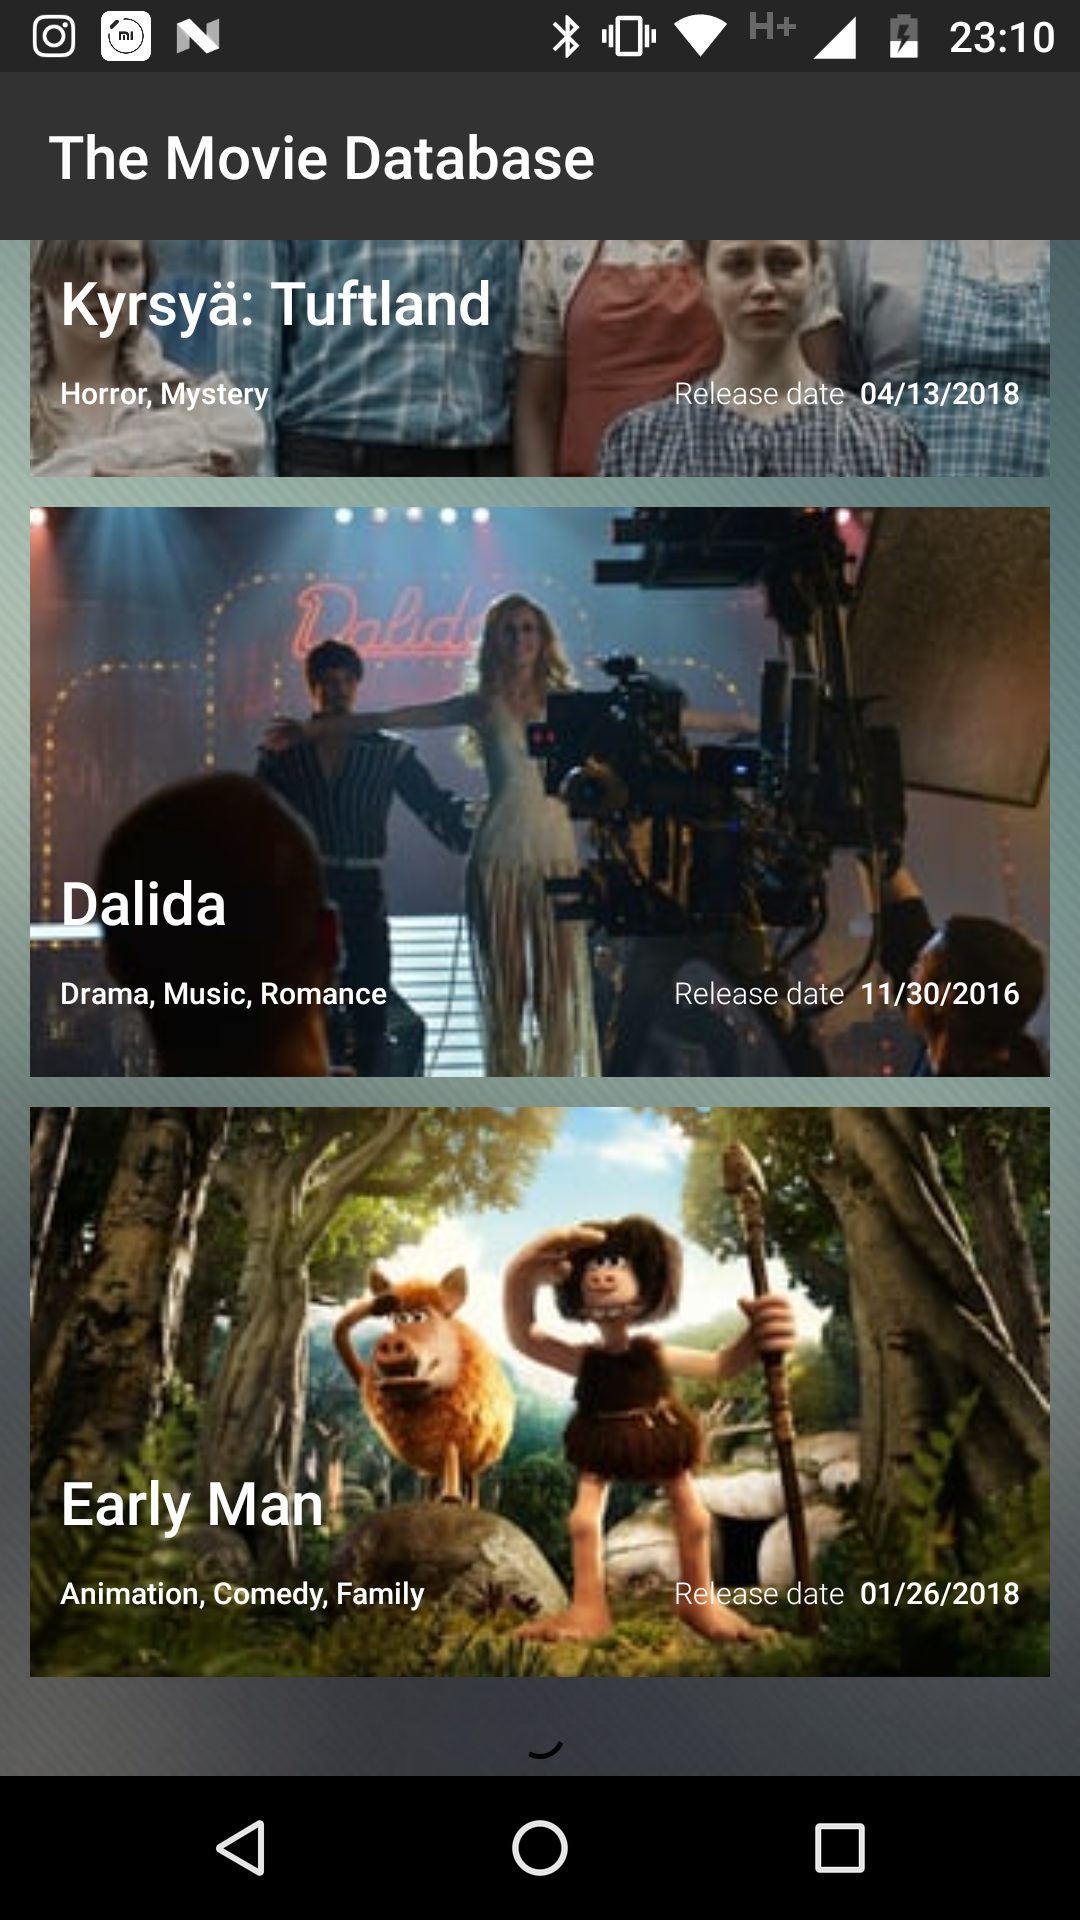 23:10
H+
The Movie Database
Kyrsyä: Tuftland
Horror, Mystery Release date 04/13/2018
Dalida
Dalida
Drama, Music, Romance Release date 11/30/2016
Early Man
Animation, Comedy, Family Release date 01/26/2018